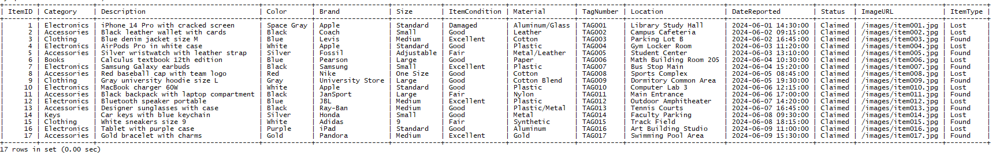 | ItemID | Category | Description | Color | Brand | Size | ItemCondition | Material | TagNumber | Location | DateReported | Status | ImageURL | ItemType |
| 1 | Electronics | iPhone 14 Pro with cracked screen | Space Gray | Apple | Standard | Damaged | Aluminum/Glass | TAG001 | Library Study Hall | 2024-06-01 14:30:00 | Claimed | /images/item001.jpg | Lost |
| 2 | Accessories | Black leather wallet with cards | Black | Coach | Small | Good | Leather | TAG002 | Campus Cafeteria | 2024-06-02 09:15:00 | Claimed | /images/item002.jpg | Lost |
| 3 | Clothing | Blue denim jacket size M | Blue | Levis | Medium | Excellent | Cotton | TAG003 | Parking Lot B | 2024-06-02 16:45:00 | Claimed | /images/item003.jpg | Found |
| 4 | Electronics | AirPods Pro in white case | White | Apple | Standard | Good | Plastic | TAG004 | Gym Locker Room | 2024-06-03 11:20:00 | Claimed | /images/item004.jpg | Lost |
| 5 | Accessories | Silver wristwatch with leather strap | Silver | Fossil | Adjustable | Fair | Metal/Leather | TAG005 | Student Center | 2024-06-03 13:10:00 | Claimed | /images/item005.jpg | Found |
| 6 | Books | Calculus textbook 12th edition | Blue | Pearson | Large | Good | Paper | TAG006 | Math Building Room 205 | 2024-06-04 10:30:00 | Claimed | /images/item006.jpg | Lost |
| 7 | Electronics | Samsung Galaxy earbuds | Black | Samsung | Small | Excellent | Plastic | TAG007 | Bus Stop Main | 2024-06-04 15:20:00 | Claimed | /images/item007.jpg | Found |
| 8 | Accessories | Red baseball cap with team logo | Red | Nike | One Size | Good | Cotton | TAG008 | Sports Complex | 2024-06-05 08:45:00 | Claimed | /images/item008.jpg | Lost |
| 9 | Clothing | Gray university hoodie size L | Gray | University Store | Large | Good | Cotton Blend | TAG009 | Dormitory Common Area | 2024-06-05 19:30:00 | Claimed | /images/item009.jpg | Found |
| 10 | Electronics | MacBook charger 60W | White | Apple | Standard | Good | Plastic | TAG010 | Computer Lab 3 | 2024-06-06 12:15:00 | Claimed | /images/item010.jpg | Lost |
| 11 | Accessories | Black backpack with laptop compartment | Black | JanSport | Large | Fair | Nylon | TAG011 | Main Entrance | 2024-06-06 17:00:00 | Claimed | /images/item011.jpg | Found |
| 12 | Electronics | Bluetooth speaker portable | Blue | JBL | Medium | Excellent | Plastic | TAG012 | Outdoor Amphitheater | 2024-06-07 14:20:00 | Claimed | /images/item012.jpg | Lost |
| 13 | Accessories | Designer sunglasses with case | Black | Ray-Ban | Medium | Good | Plastic/Metal | TAG013 | Tennis Courts | 2024-06-07 16:45:00 | Claimed | /images/item013.jpg | Found |
| 14 | Keys | Car keys with blue keychain | Silver | Honda | Small | Good | Metal | TAG014 | Faculty Parking | 2024-06-08 09:30:00 | Claimed | /images/item014.jpg | Lost |
| 15 | Clothing | White sneakers size 9 | White | Adidas | 9 | Fair | Synthetic | TAG015 | Track Field | 2024-06-08 18:15:00 | Claimed | /images/item015.jpg | Found |
| 16 | Electronics | Tablet with purple case | Purple | iPad | Standard | Good | Aluminum | TAG016 | Art Building Studio | 2024-06-09 11:00:00 | Claimed | /images/item016.jpg | Lost |
| 17 | Accessories | Gold bracelet with charms | Gold | Pandora | Medium | Excellent | Gold | TAG017 | Swimming Pool Area | 2024-06-09 15:30:00 | Claimed | /images/item017.jpg | Found |
17 rows in set (0.00 sec)